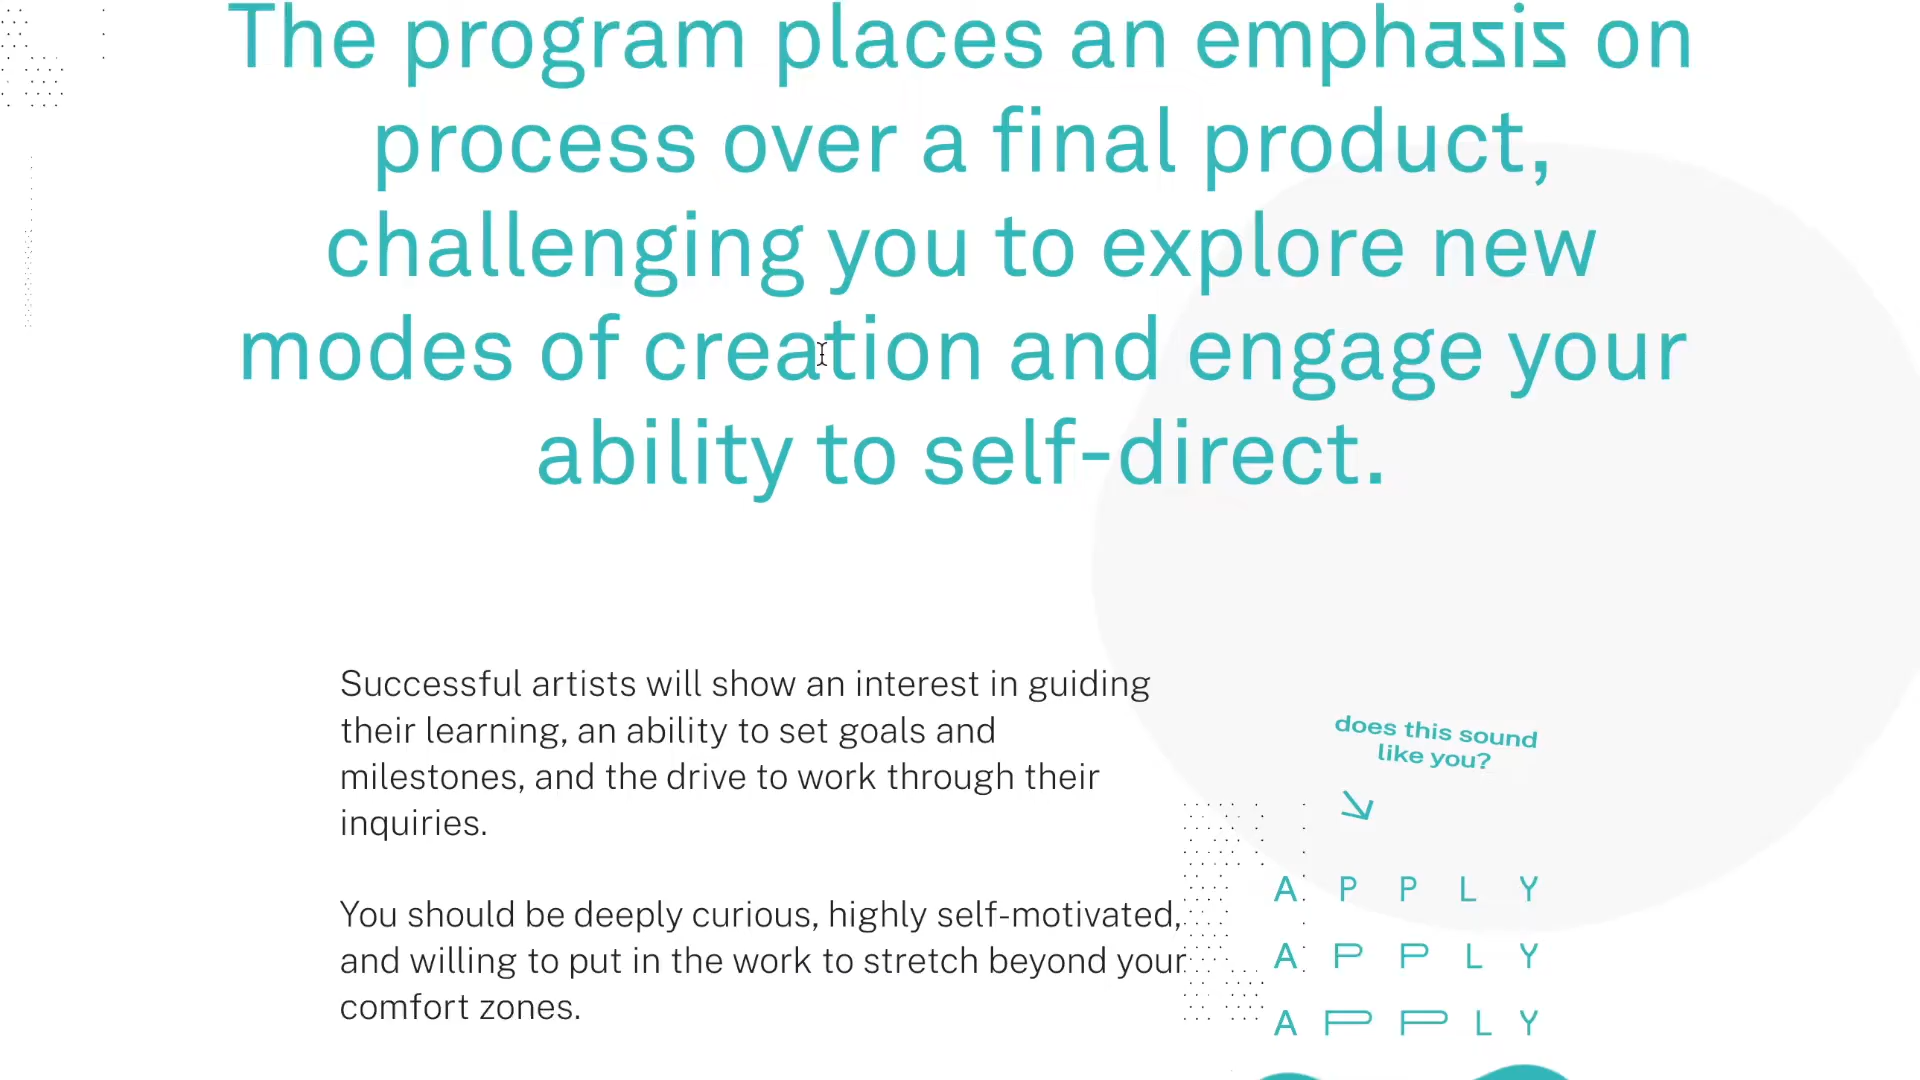 The program places an emphasis on
process over a final product,
challenging you to explore new
modes of creation and engage your
ability to self-direct.
Successful artists will show an interest in guiding
their learning, an ability to set goals and
milestones, and the drive to work through their
inquiries.
You should be deeply curious, highly self-motivated,
and willing to put in the work to stretch beyond your
comfort zones.
does this sound
like you?
APPLY
APPLY
APPLY